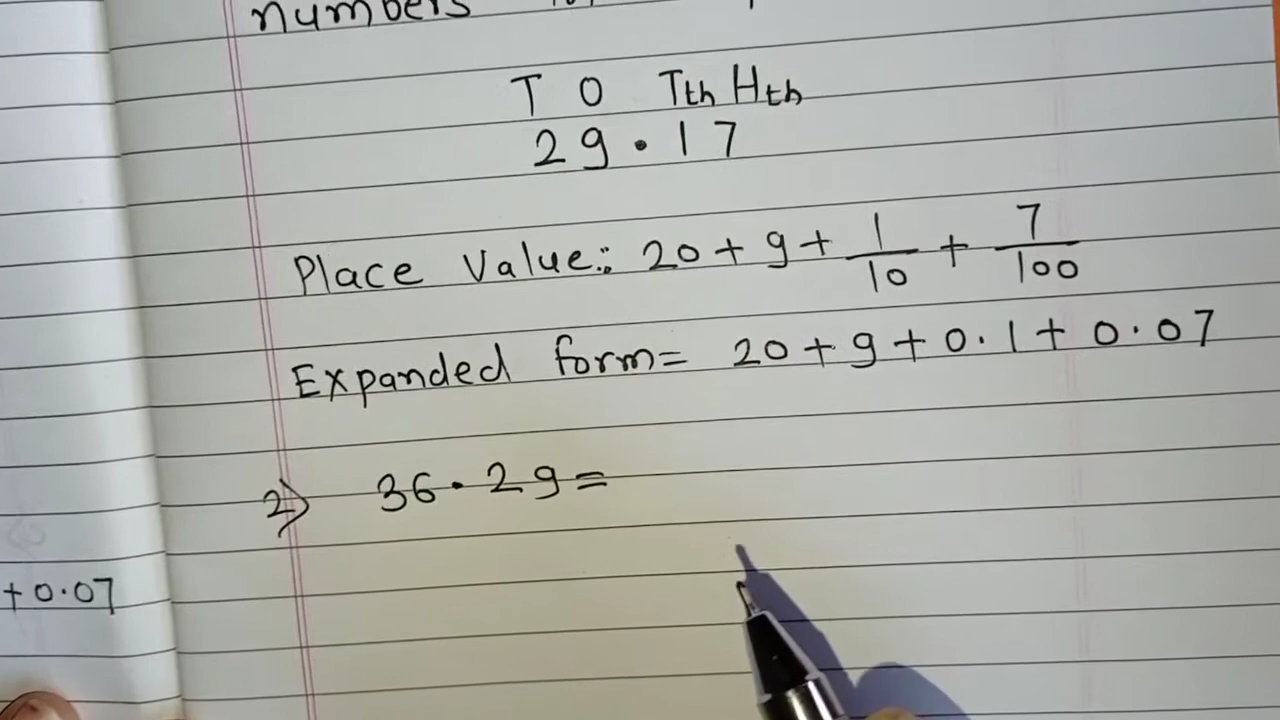 numbers
T O Tth Hth
29.17
Place Value:. 20 + 9 + 1/10 + 7/100
Expanded form = 20 + 9 + 0.1 + 0.07
2) 36.29 =
+ 0.07